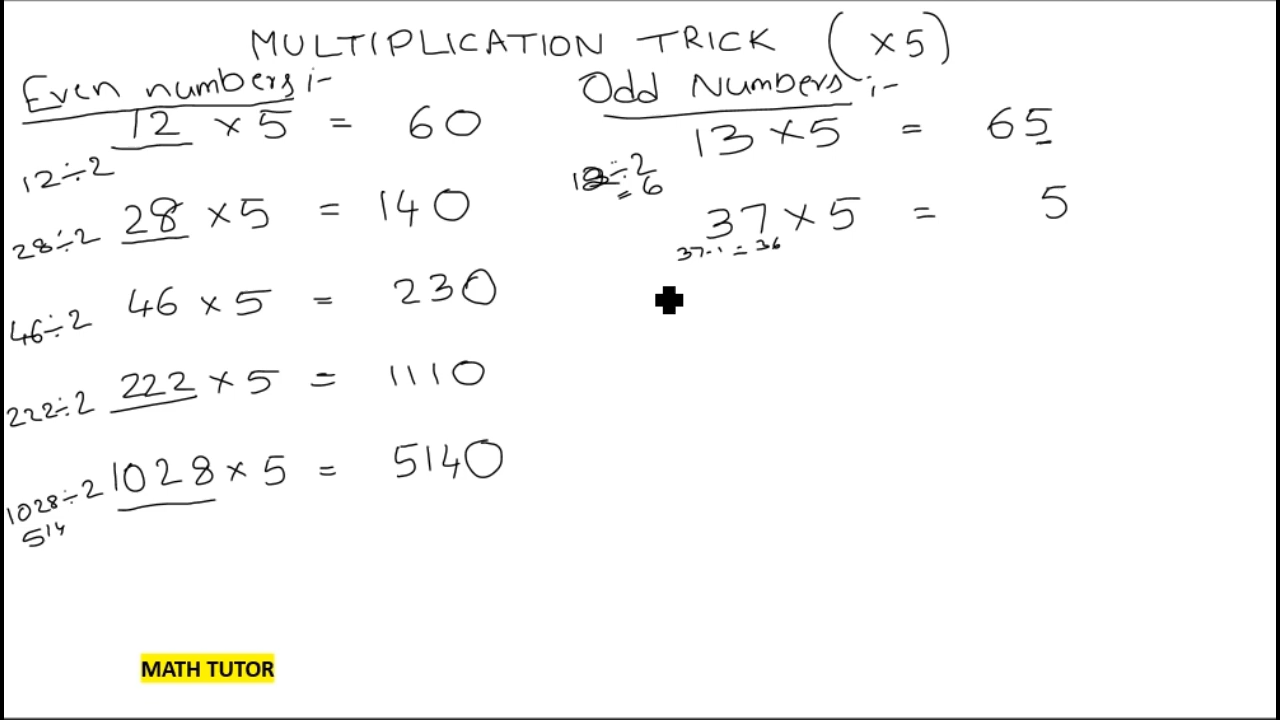 MULTIPLICATION TRICK (×5)
Even numbers:-
12 × 5 = 60
12÷2
28 × 5 = 140
28÷2
46 × 5 = 230
46÷2
222 × 5 = 1110
222÷2
1028 × 5 = 5140
1028÷2
514
Odd Numbers:-
13 × 5 = 65
12÷2
= 6
37 × 5 = 5
37-1 = 36
MATH TUTOR